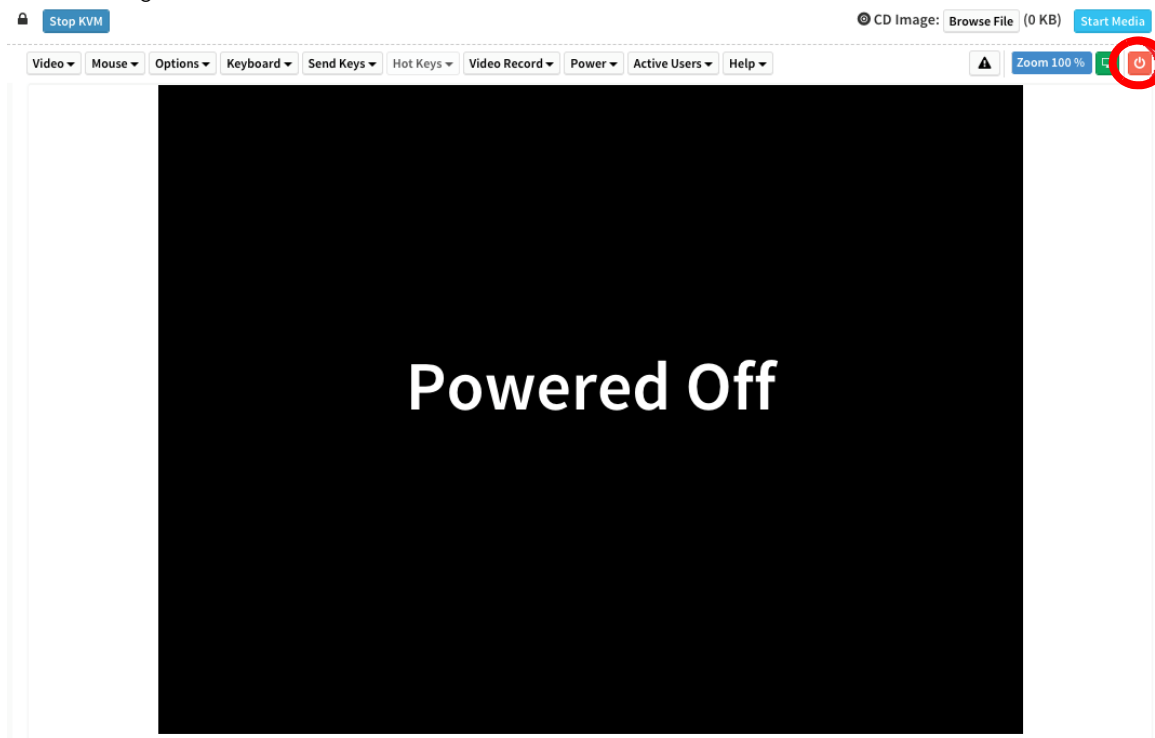 Stop KVM CD Image: Browse File (0 KB) Start Media
Video Mouse Options Keyboard Send Keys Hot Keys Video Record Power Active Users Help Zoom 100 %
Powered Off